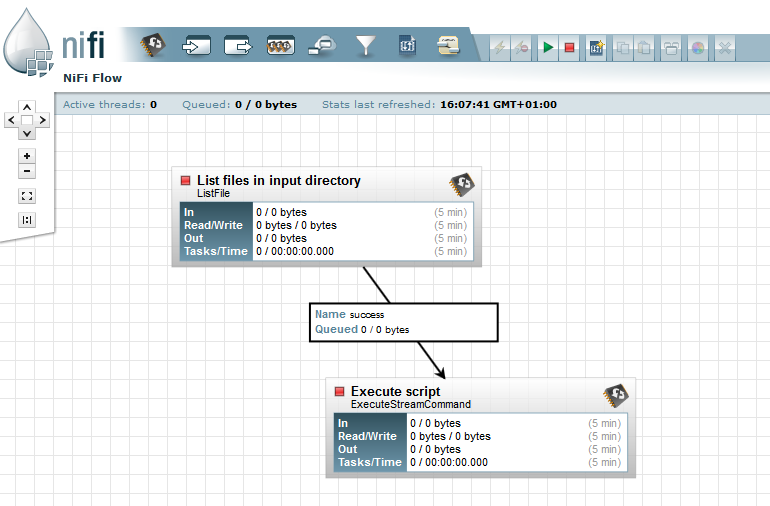 nifi
NiFi Flow
Active threads: 0 Queued: 0 / 0 bytes Stats last refreshed: 16:07:41 GMT+01:00
List files in input directory
ListFile
In 0 / 0 bytes (5 min)
Read/Write 0 bytes / 0 bytes (5 min)
Out 0 / 0 bytes (5 min)
Tasks/Time 0 / 00:00:00.000 (5 min)
Name success
Queued 0 / 0 bytes
Execute script
ExecuteStreamCommand
In 0 / 0 bytes (5 min)
Read/Write 0 bytes / 0 bytes (5 min)
Out 0 / 0 bytes (5 min)
Tasks/Time 0 / 00:00:00.000 (5 min)